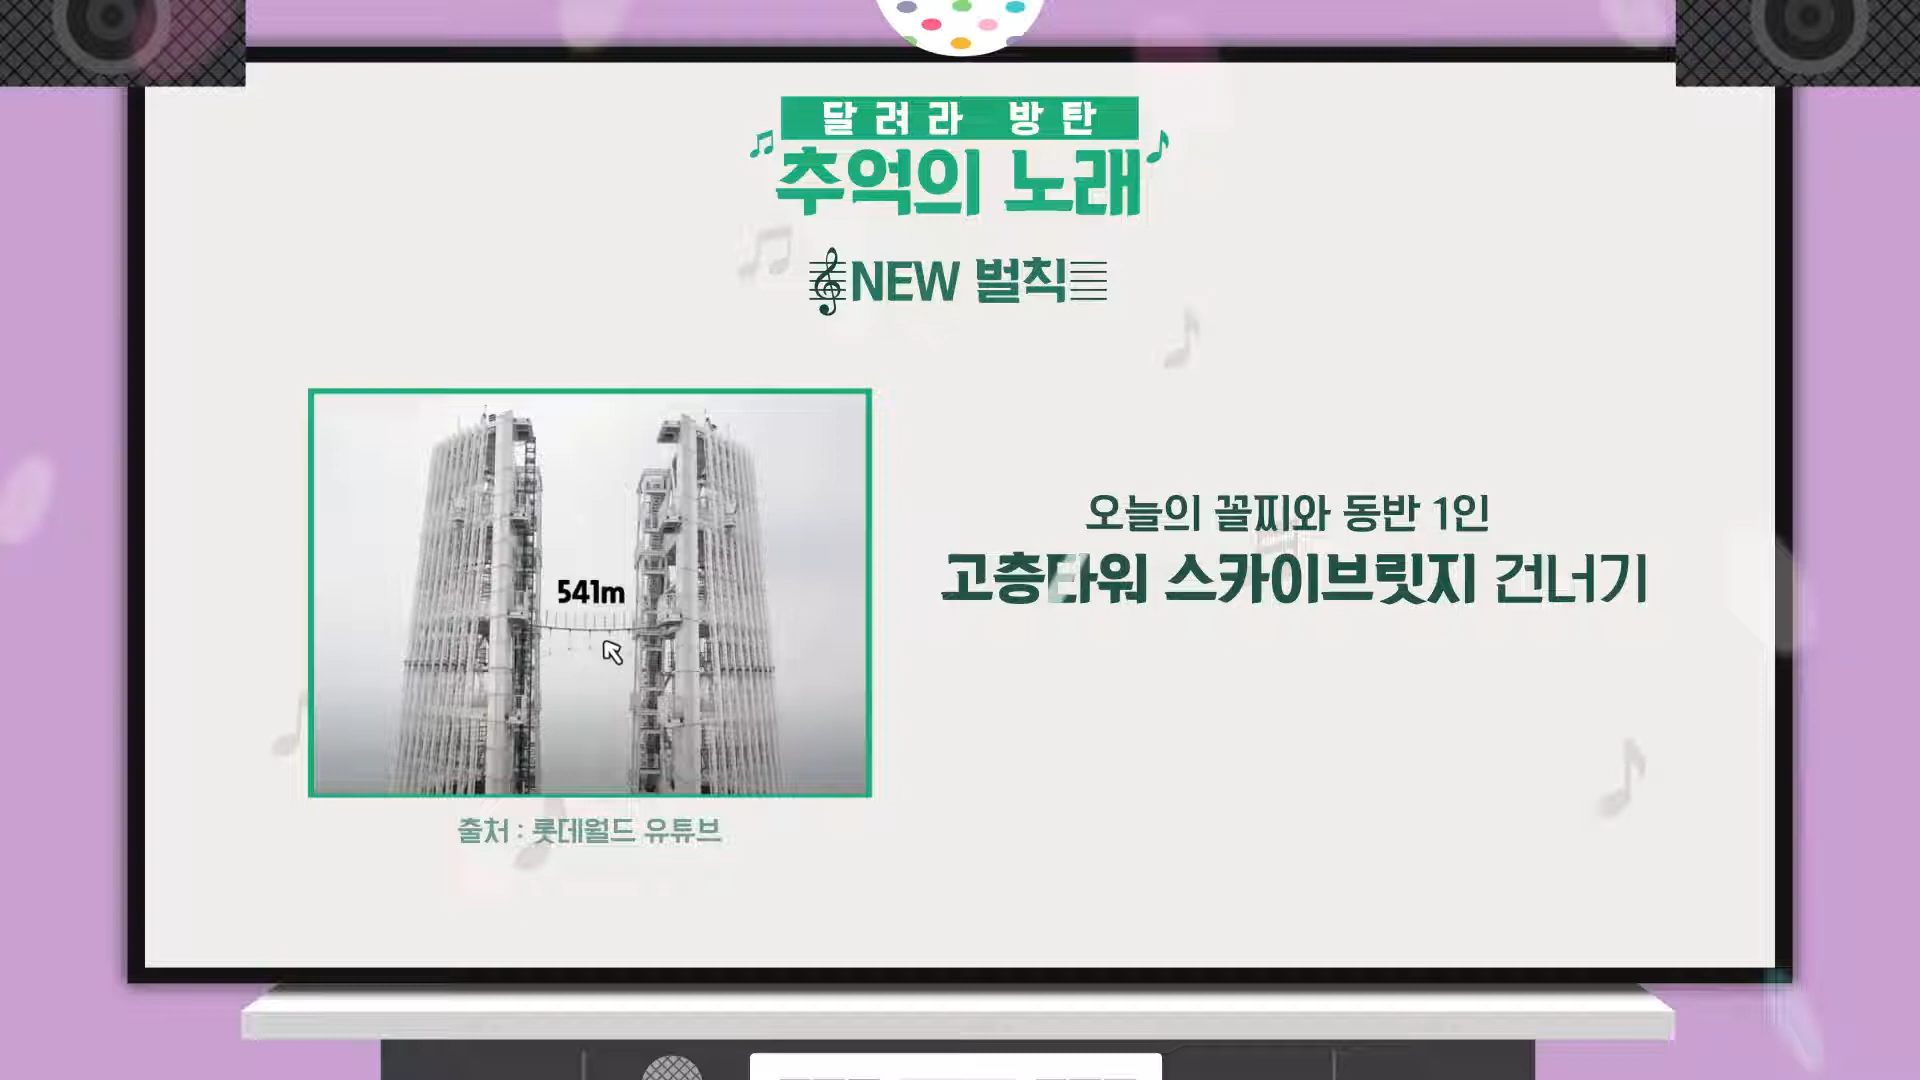 달려라 방탄
추억의 노래
NEW 벌칙
541m
오늘의 꼴찌와 동반 1인
고층타워 스카이브릿지 건너기
출처 : 롯데월드 유튜브